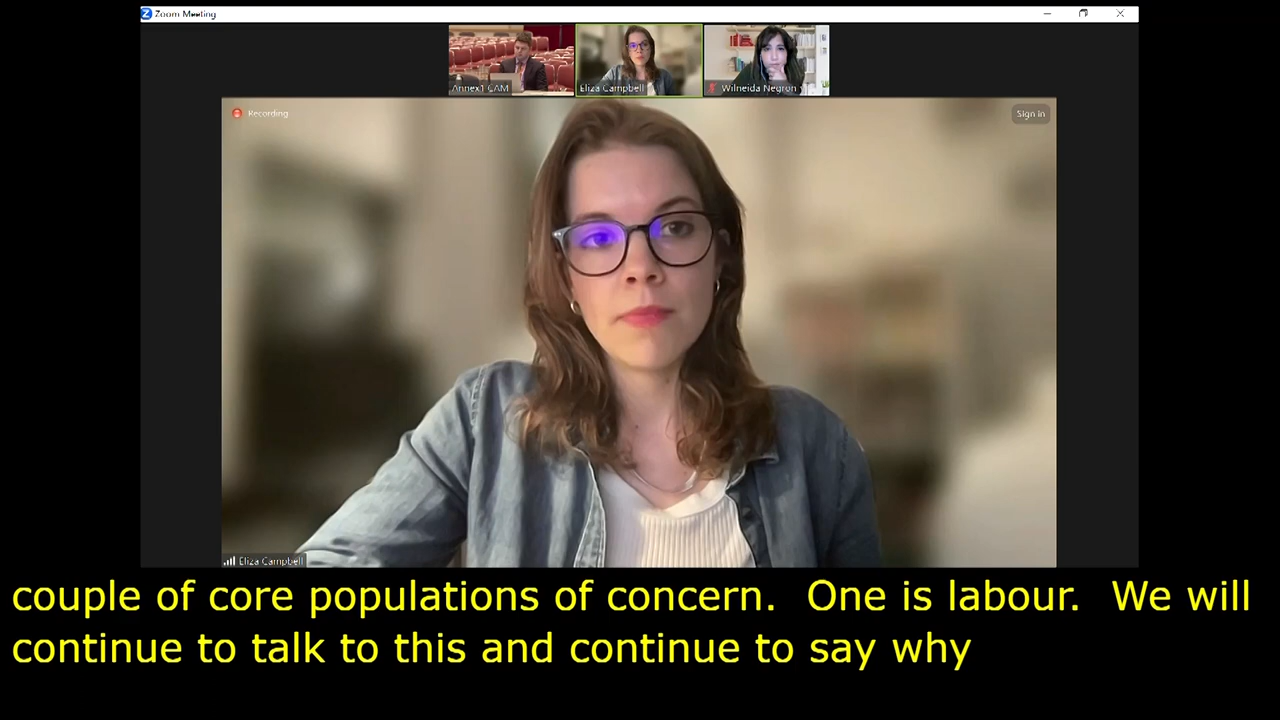 Zoom Meeting
Annex1 CAM
Eliza Campbell
Wilneida Negron
Recording
Sign in
Eliza Campbell
couple of core populations of concern.  One is labour.  We will
continue to talk to this and continue to say why